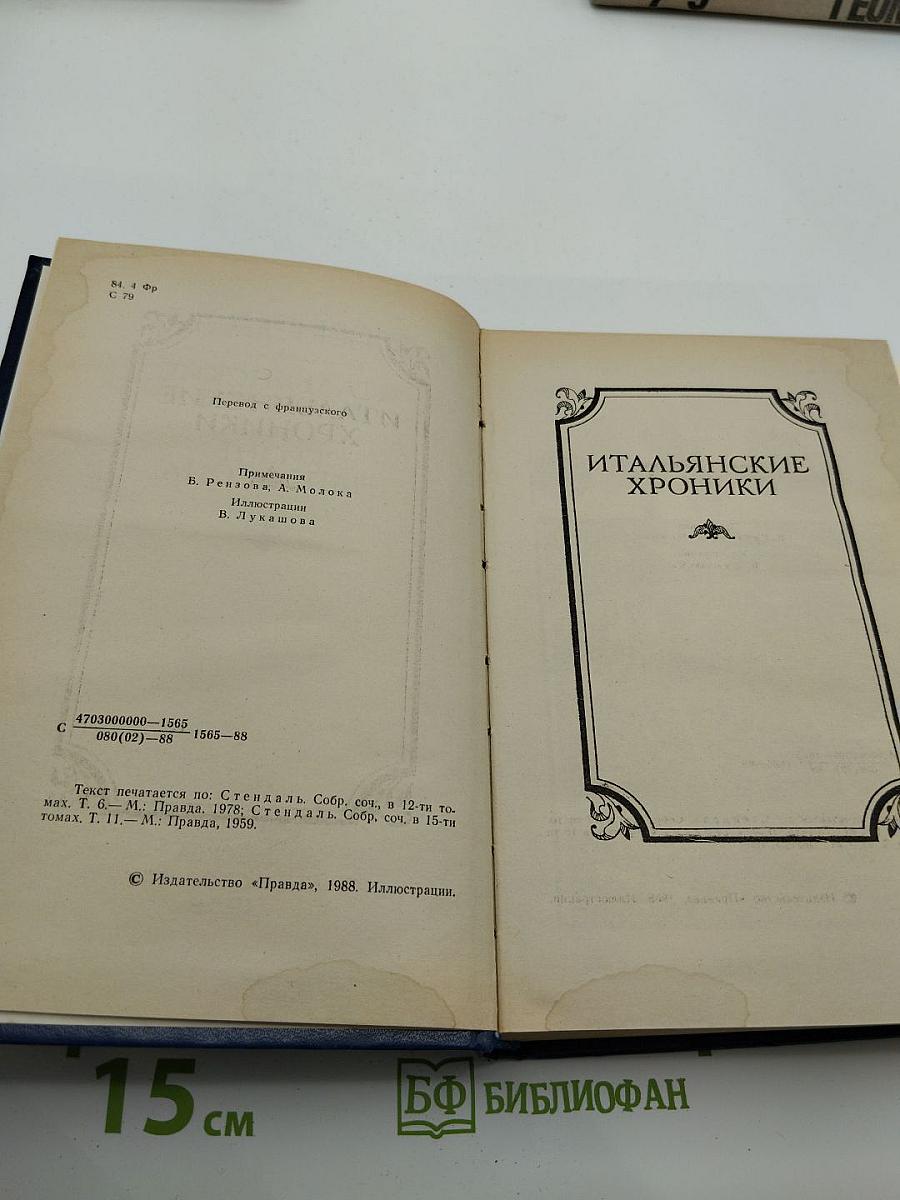 84. 4 Фр
С 79
Перевод с французского
Примечания
Б. Реизова, А. Молока
Иллюстрации
В. Лукашова
С 4703000000—1565
080(02)—88 1565—88
Текст печатается по: Стендаль. Собр. соч., в 12-ти то-
мах. Т. 6.— М.: Правда. 1978; Стендаль. Собр. соч. в 15-ти
томах. Т. 11.— М.: Правда, 1959.
© Издательство «Правда», 1988. Иллюстрации.
ИТАЛЬЯНСКИЕ
ХРОНИКИ
15 см
БФ БИБЛИОФАН